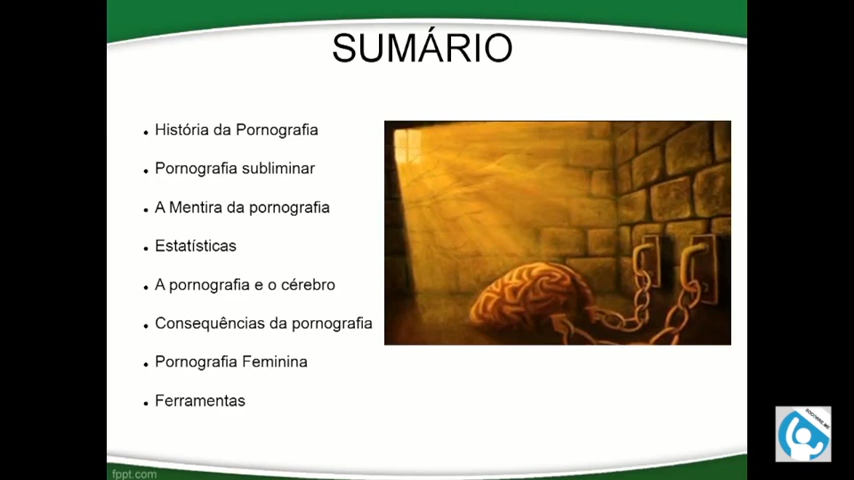 SUMÁRIO
História da Pornografia
Pornografia subliminar
A Mentira da pornografia
Estatísticas
A pornografia e o cérebro
Consequências da pornografia
Pornografia Feminina
Ferramentas
fppt.com